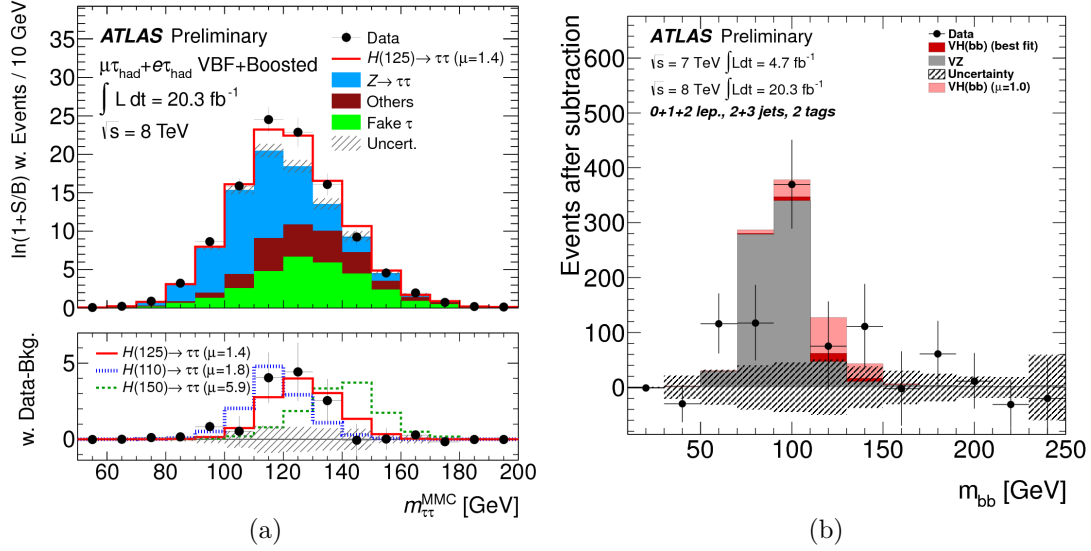 ln(1+S/B) w. Events / 10 GeV
35
30
25
20
15
10
5
0
ATLAS Preliminary
μτhad+eτhad VBF+Boosted
∫ L dt = 20.3 fb⁻¹
√s = 8 TeV
Data
H(125)→ττ (μ=1.4)
Z→ττ
Others
Fake τ
Uncert.
w. Data-Bkg.
5
0
H(125)→ττ (μ=1.4)
H(110)→ττ (μ=1.8)
H(150)→ττ (μ=5.9)
60 80 100 120 140 160 180 200
mττ^MMC [GeV]
(a)
Events after subtraction
600
500
400
300
200
100
0
ATLAS Preliminary
√s = 7 TeV ∫Ldt = 4.7 fb⁻¹
√s = 8 TeV ∫Ldt = 20.3 fb⁻¹
0+1+2 lep., 2+3 jets, 2 tags
Data
VH(bb) (best fit)
VZ
Uncertainty
VH(bb) (μ=1.0)
50 100 150 200 250
mbb [GeV]
(b)